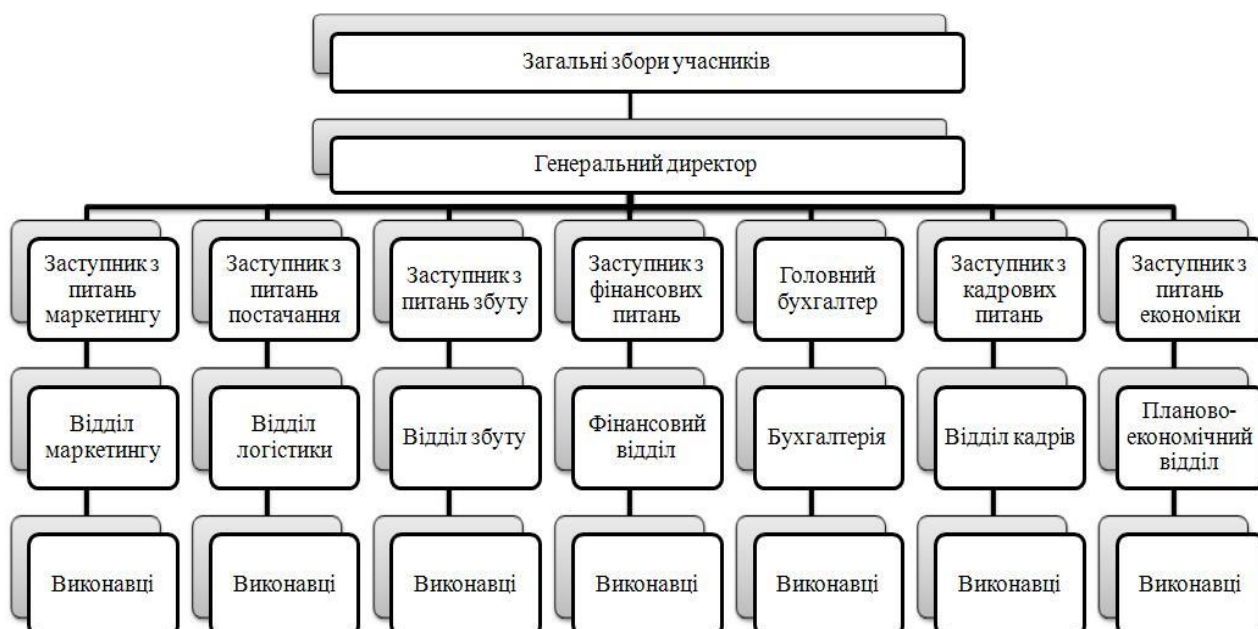 Загальні збори учасників
Генеральний директор
Заступник з
питань
маркетингу
Заступник з
питань
постачання
Заступник з
питань збуту
Заступник з
фінансових
питань
Головний
бухгалтер
Заступник з
кадрових
питань
Заступник з
питань
економіки
Відділ
маркетингу
Відділ
логістики
Відділ збуту
Фінансовий
відділ
Бухгалтерія
Відділ кадрів
Планово-
економічний
відділ
Виконавці
Виконавці
Виконавці
Виконавці
Виконавці
Виконавці
Виконавці